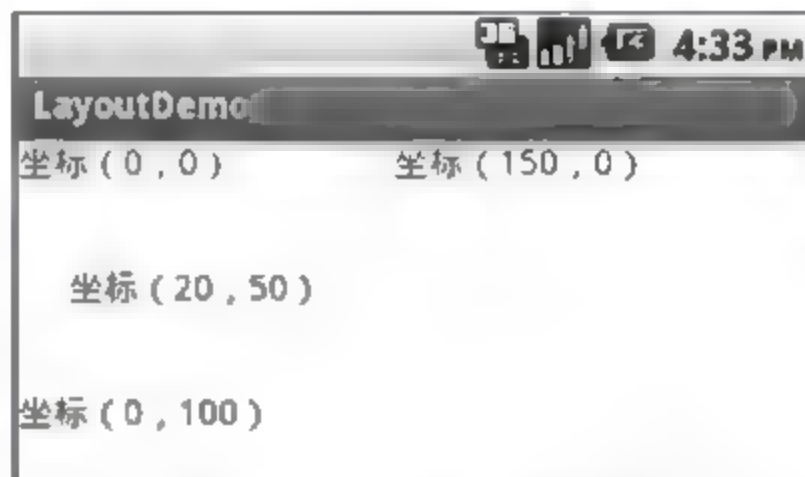 4:33 PM
LayoutDemo
坐标 ( 0 , 0 ) 坐标 ( 150 , 0 )
坐标 ( 20 , 50 )
坐标 ( 0 , 100 )